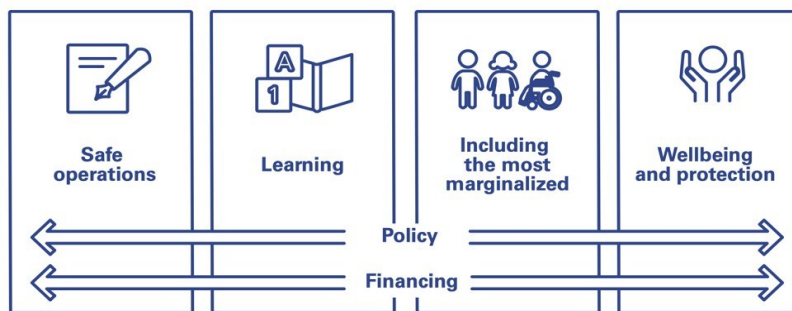 A
1
Safe
operations
Learning
Including
the most
marginalized
Wellbeing
and protection
Policy
Financing